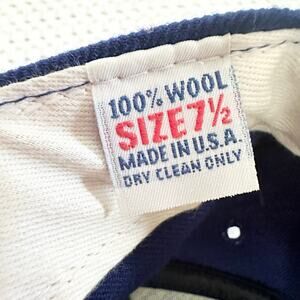 100% WOOL
SIZE 7½
MADE IN U.S.A.
DRY CLEAN ONLY